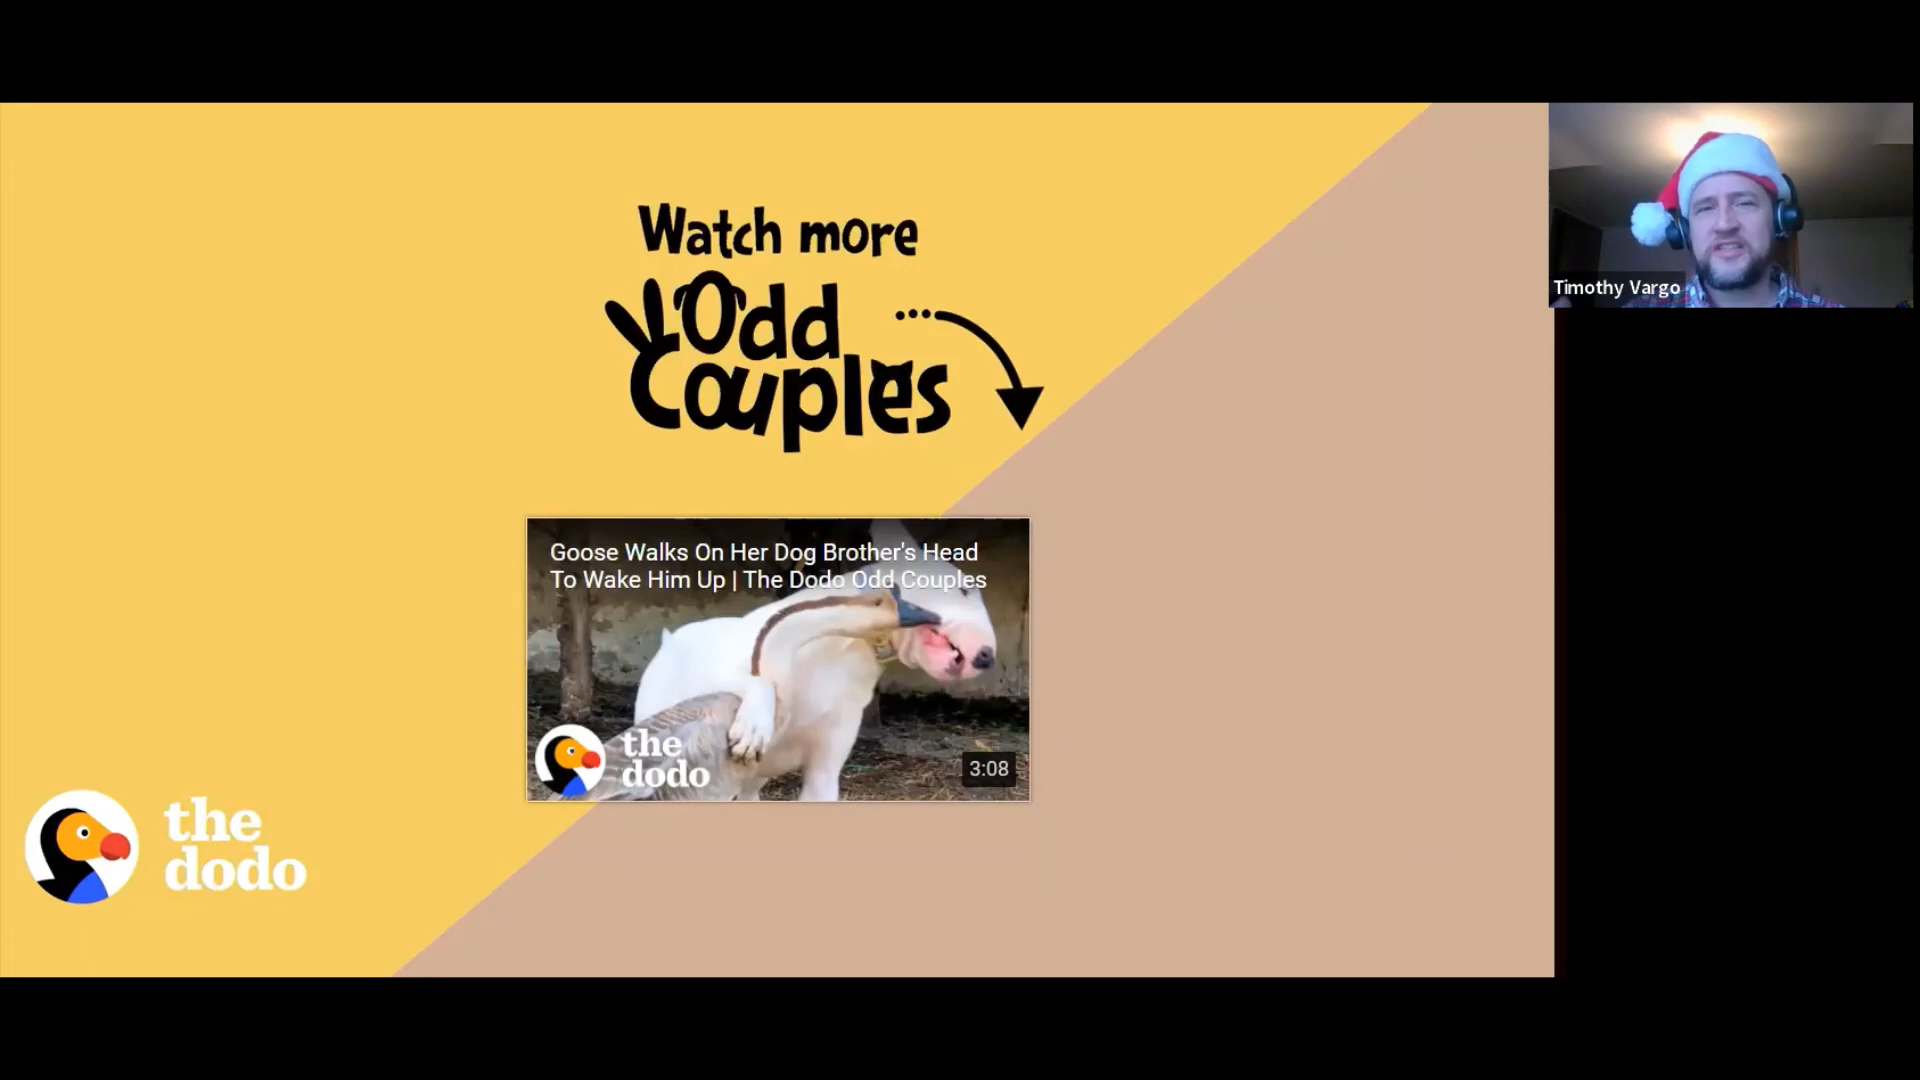 Watch more
Odd
Couples
Timothy Vargo
Goose Walks On Her Dog Brother's Head
To Wake Him Up | The Dodo Odd Couples
the
dodo
3:08
the
dodo